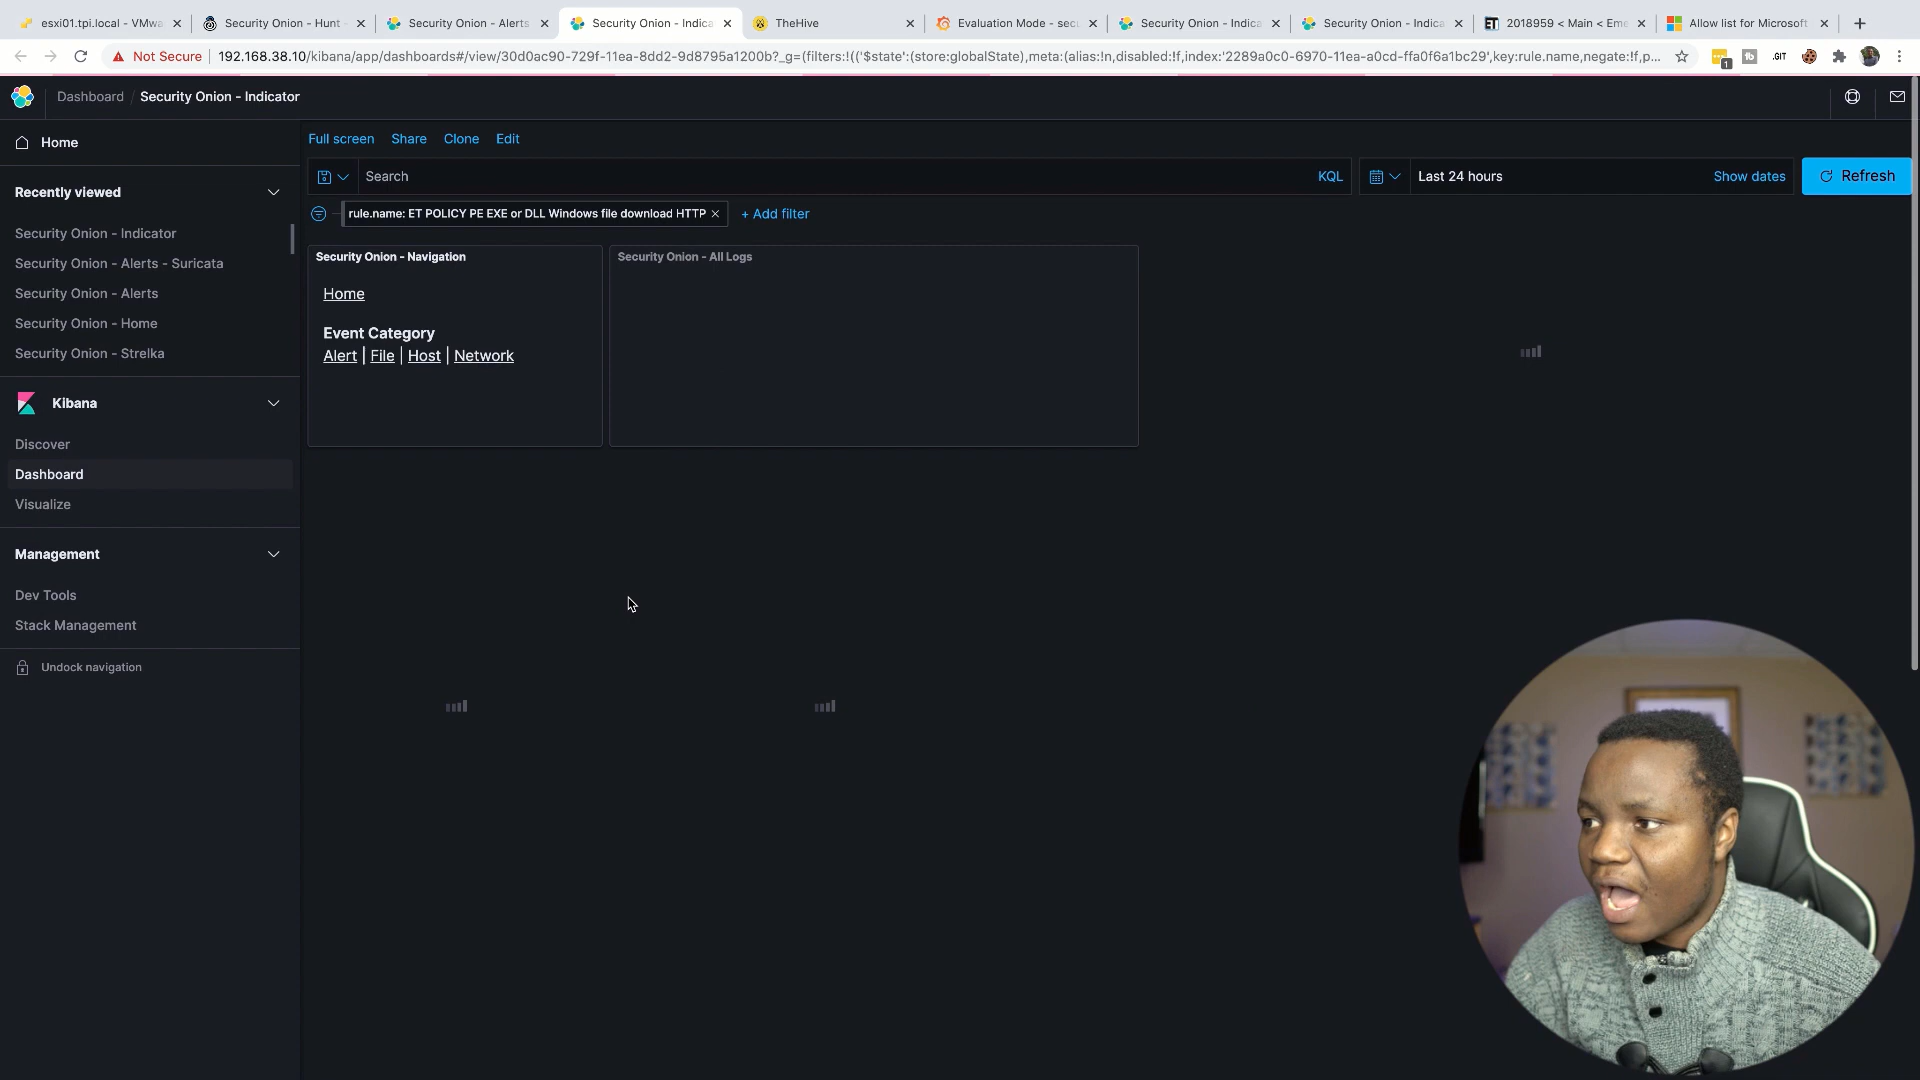 esxi01.tpi.local - VMwa
Security Onion - Hunt
Security Onion - Alerts
Security Onion - Indica
TheHive
Evaluation Mode - secu
Security Onion - Indica
Security Onion - Indica
2018959 < Main < Eme
Allow list for Microsoft
Not Secure
192.168.38.10/kibana/app/dashboards#/view/30d0ac90-729f-11ea-8dd2-9d8795a1200b?_g=(filters:!(('$state':(store:globalState),meta:(alias:!n,disabled:!f,index:'2289a0c0-6970-11ea-a0cd-ffa0f6a1bc29',key:rule.name,negate:!f,p...
1
.GIT
Dashboard / Security Onion - Indicator
Home
Recently viewed
Security Onion - Indicator
Security Onion - Alerts - Suricata
Security Onion - Alerts
Security Onion - Home
Security Onion - Strelka
Kibana
Discover
Dashboard
Visualize
Management
Dev Tools
Stack Management
Undock navigation
Full screen Share Clone Edit
Search
KQL
Last 24 hours
Show dates
Refresh
rule.name: ET POLICY PE EXE or DLL Windows file download HTTP ×
+ Add filter
Security Onion - Navigation
Home
Event Category
Alert | File | Host | Network
Security Onion - All Logs